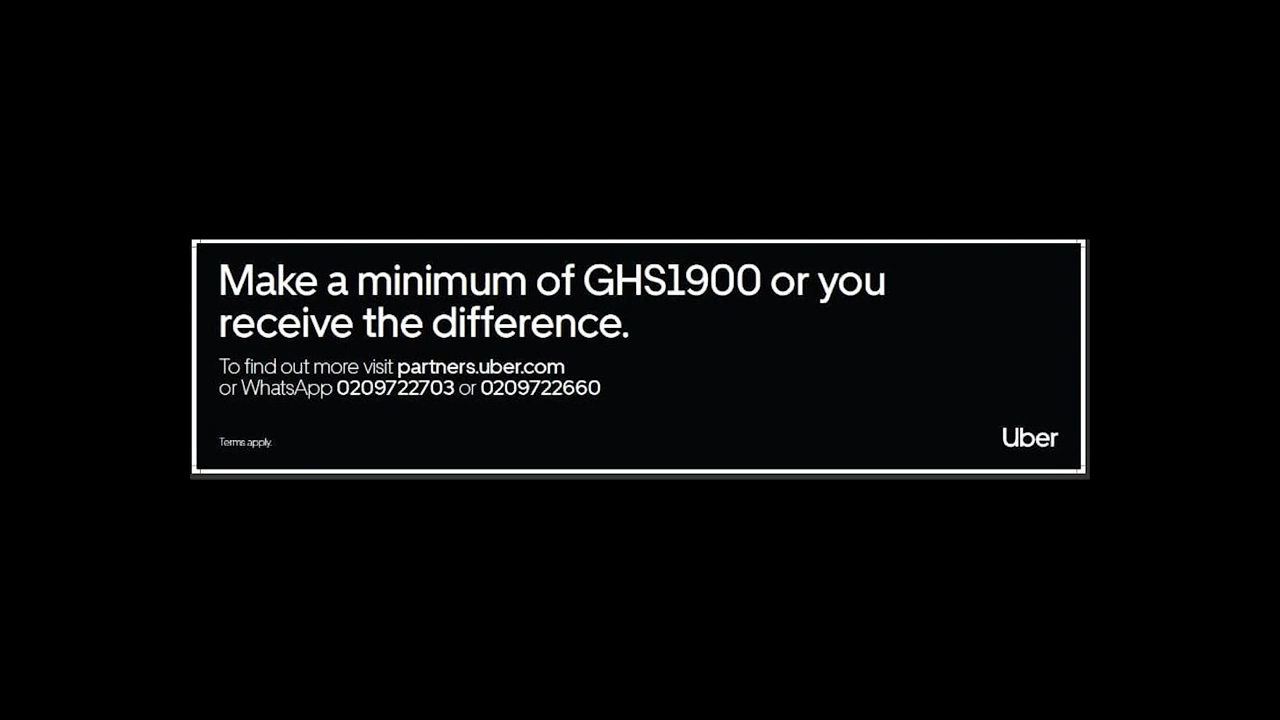 Make a minimum of GHS1900 or you
receive the difference.
To find out more visit partners.uber.com
or WhatsApp 0209722703 or 0209722660
Terms apply.
Uber